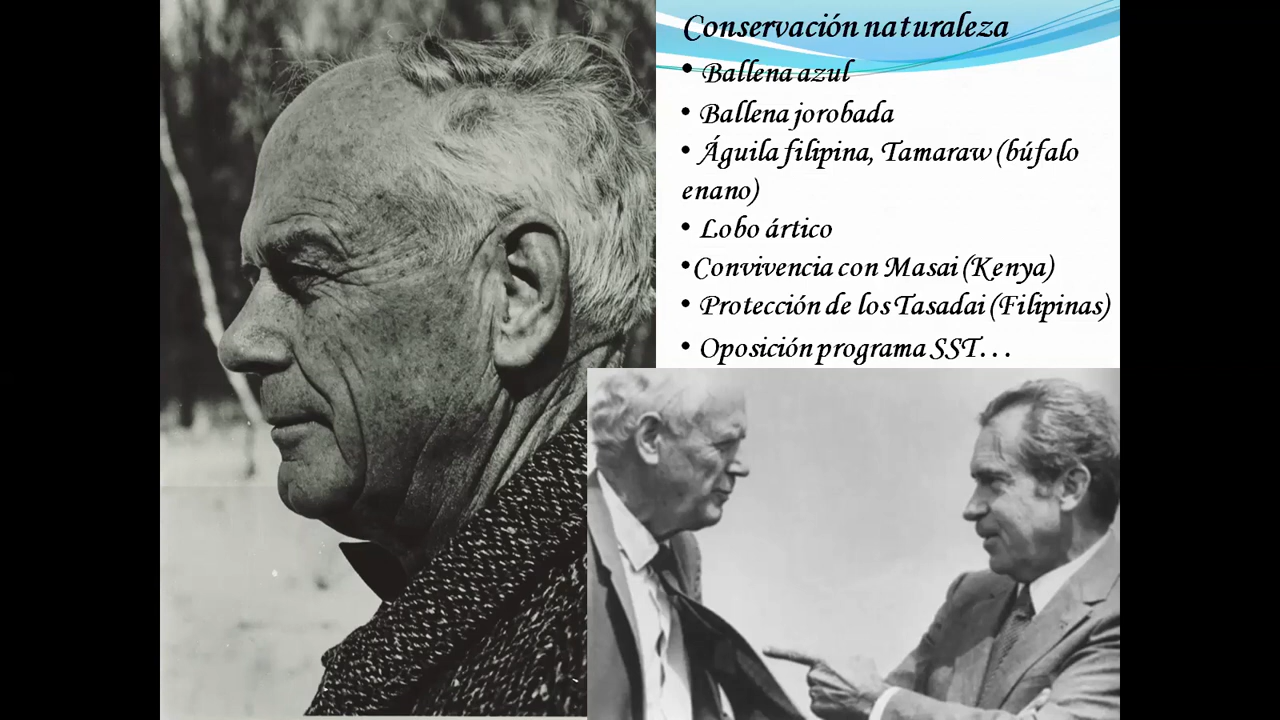 Conservación naturaleza
• Ballena azul
• Ballena jorobada
• Águila filipina, Tamaraw (búfalo
enano)
• Lobo ártico
•Convivencia con Masai (Kenya)
• Protección de los Tasadai (Filipinas)
• Oposición programa SST...